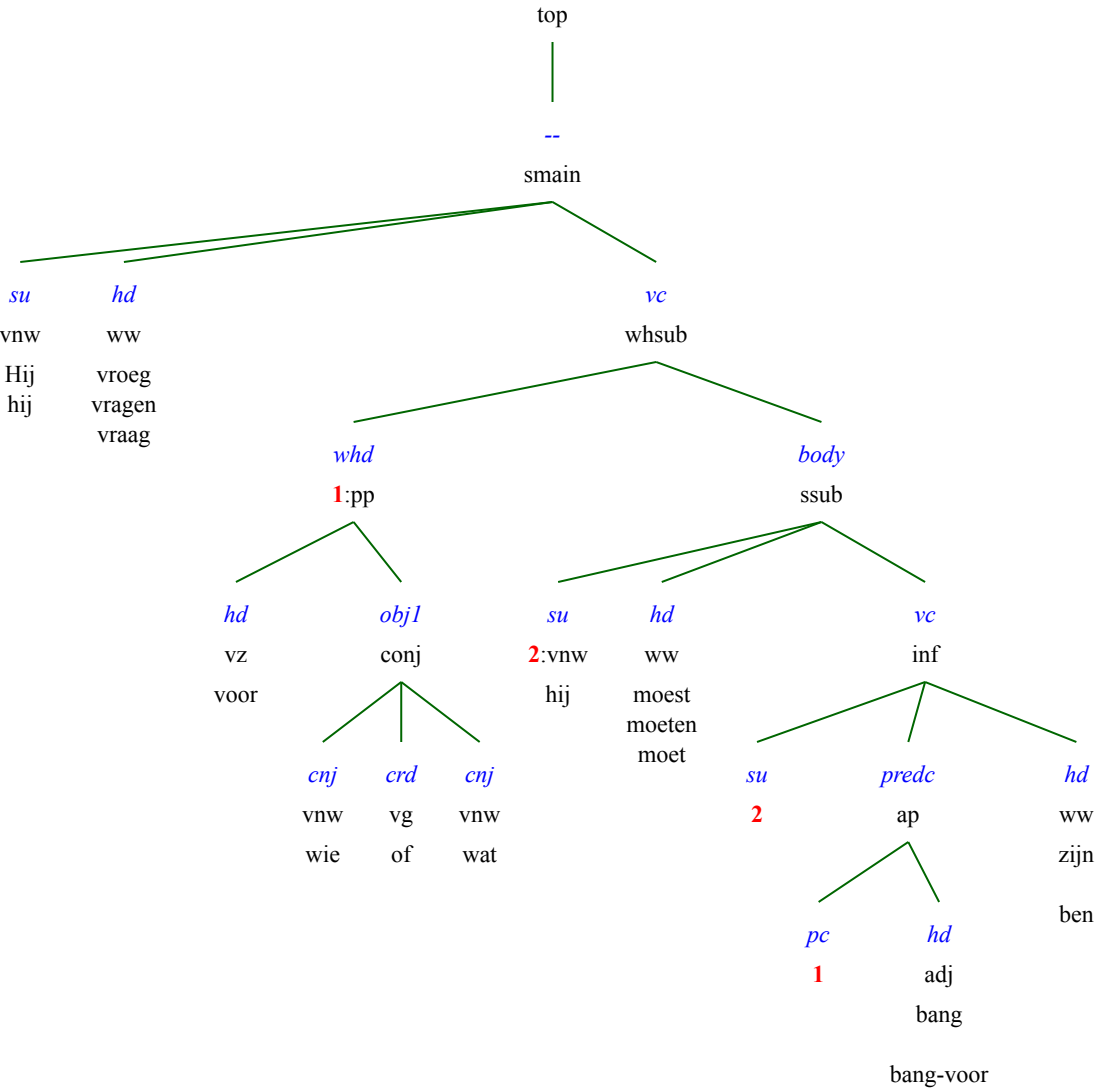 top
--
smain
su hd vc
vnw ww whsub
Hij vroeg
hij vragen
vraag
whd body
1:pp ssub
hd obj1 su hd vc
vz conj 2:vnw ww inf
voor hij moest
moeten
moet
cnj crd cnj su predc hd
vnw vg vnw 2 ap ww
wie of wat zijn
ben
pc hd
1 adj
bang
bang-voor